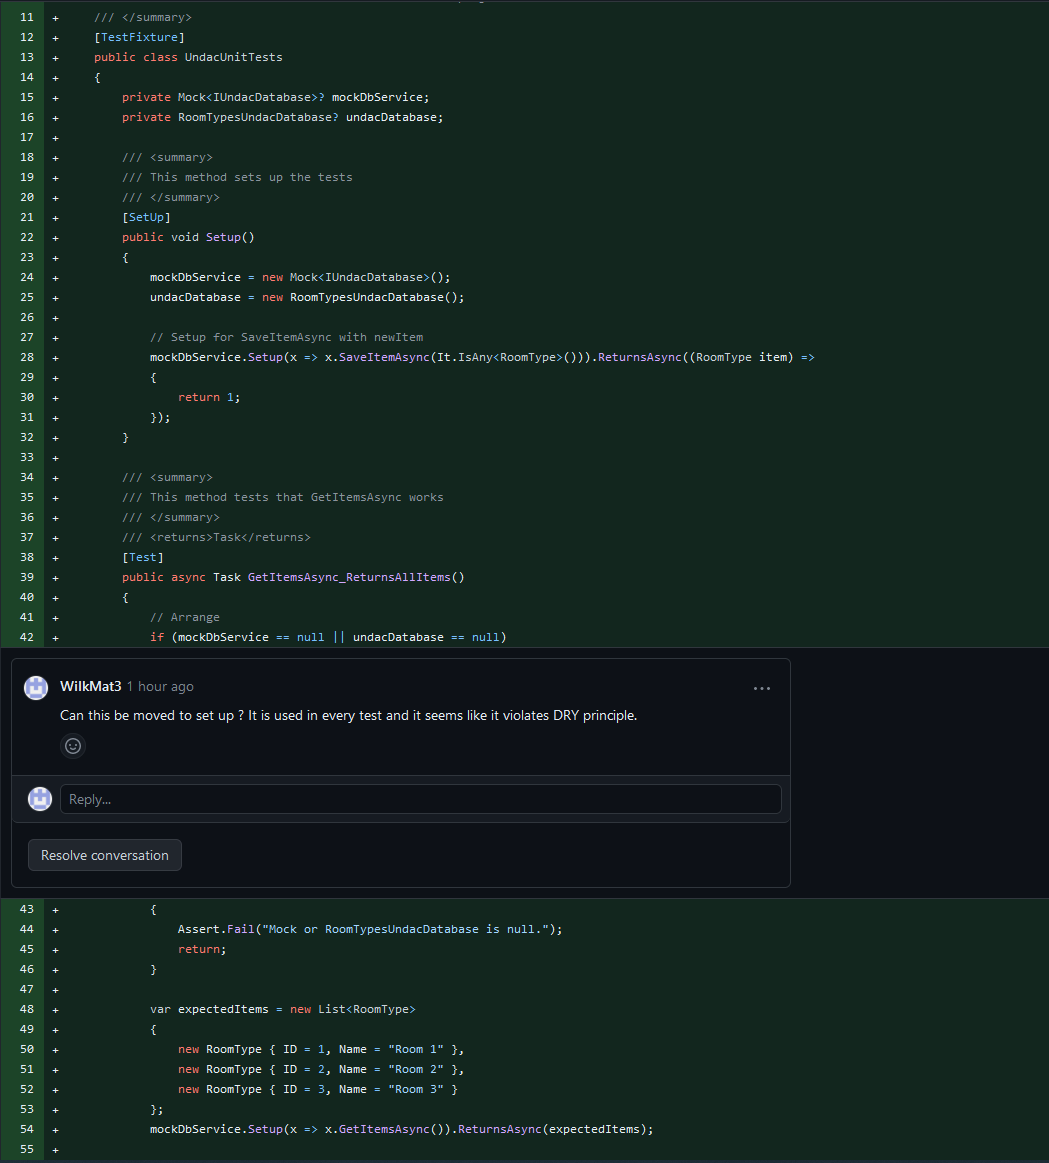 11 + /// </summary>
12 + [TestFixture]
13 + public class UndacUnitTests
14 + {
15 + private Mock<IUndacDatabase>? mockDbService;
16 + private RoomTypesUndacDatabase? undacDatabase;
17 +
18 + /// <summary>
19 + /// This method sets up the tests
20 + /// </summary>
21 + [SetUp]
22 + public void Setup()
23 + {
24 + mockDbService = new Mock<IUndacDatabase>();
25 + undacDatabase = new RoomTypesUndacDatabase();
26 +
27 + // Setup for SaveItemAsync with newItem
28 + mockDbService.Setup(x => x.SaveItemAsync(It.IsAny<RoomType>())).ReturnsAsync((RoomType item) =>
29 + {
30 + return 1;
31 + });
32 + }
33 +
34 + /// <summary>
35 + /// This method tests that GetItemsAsync works
36 + /// </summary>
37 + /// <returns>Task</returns>
38 + [Test]
39 + public async Task GetItemsAsync_ReturnsAllItems()
40 + {
41 + // Arrange
42 + if (mockDbService == null || undacDatabase == null)
WilkMat3 1 hour ago
Can this be moved to set up ? It is used in every test and it seems like it violates DRY principle.
Reply...
Resolve conversation
43 + {
44 + Assert.Fail("Mock or RoomTypesUndacDatabase is null.");
45 + return;
46 + }
47 +
48 + var expectedItems = new List<RoomType>
49 + {
50 + new RoomType { ID = 1, Name = "Room 1" },
51 + new RoomType { ID = 2, Name = "Room 2" },
52 + new RoomType { ID = 3, Name = "Room 3" }
53 + };
54 + mockDbService.Setup(x => x.GetItemsAsync()).ReturnsAsync(expectedItems);
55 +